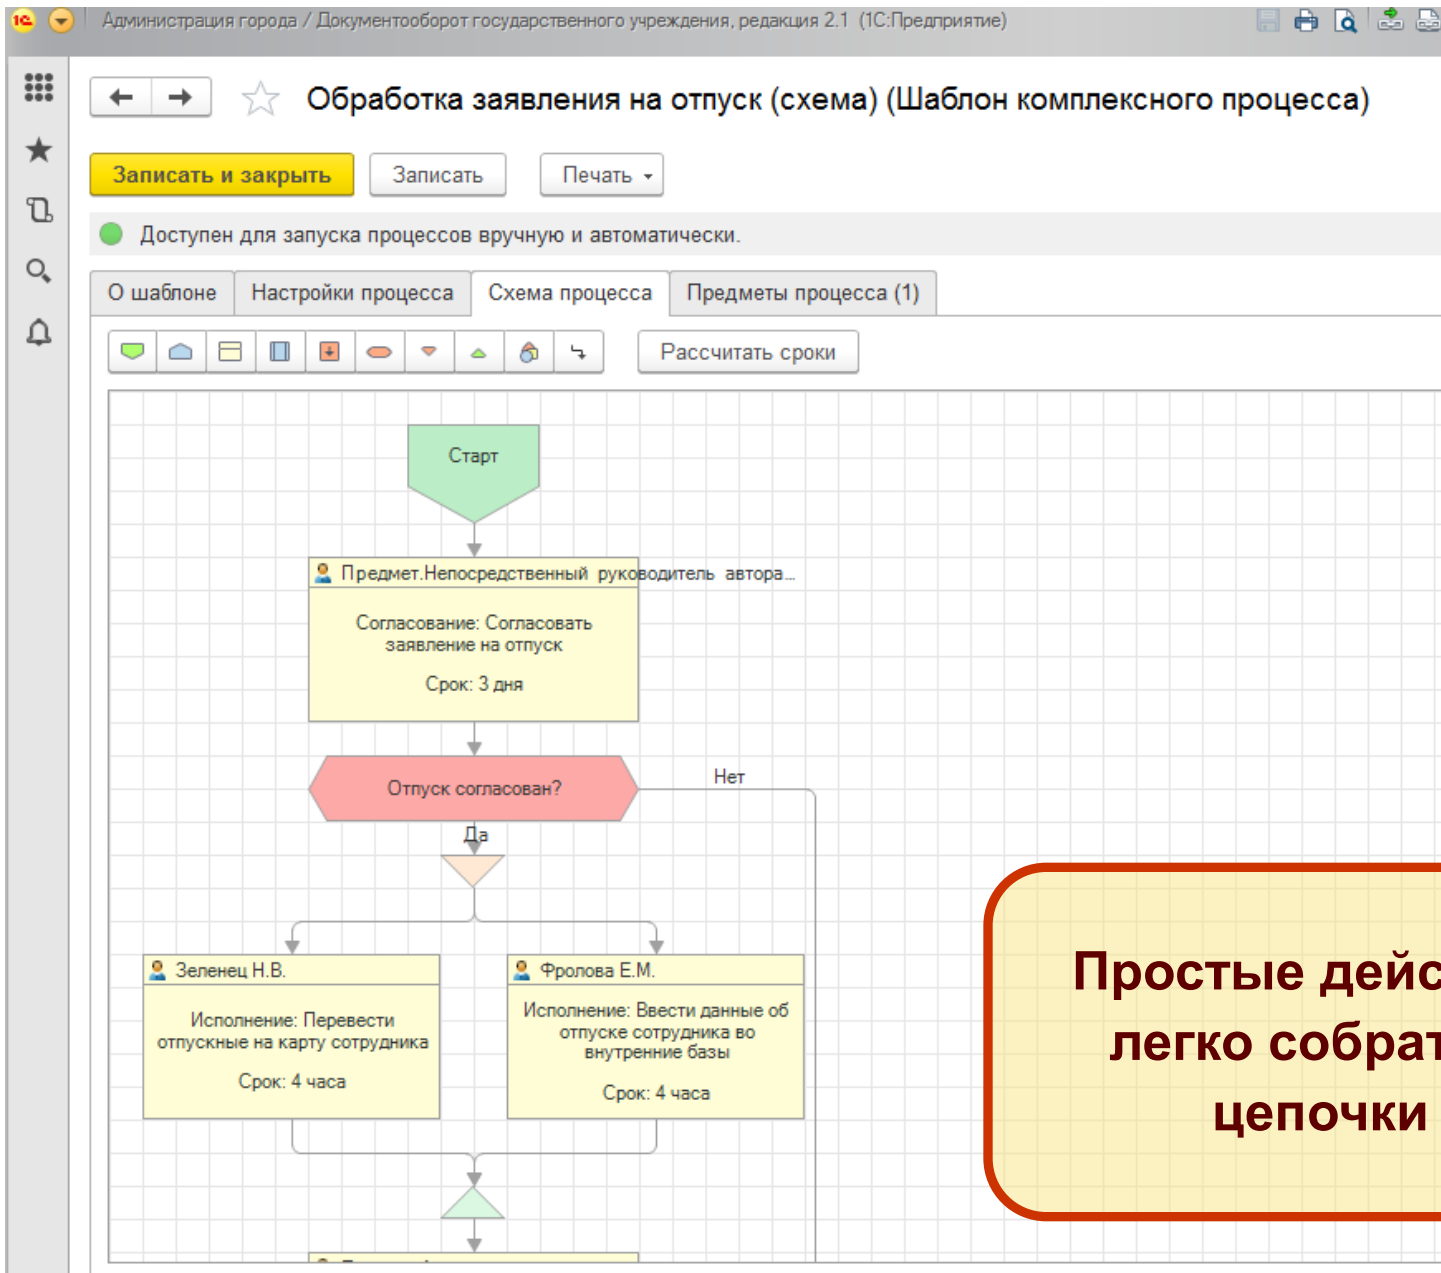 1С
Администрация города / Документооборот государственного учреждения, редакция 2.1 (1С:Предприятие)
Обработка заявления на отпуск (схема) (Шаблон комплексного процесса)
Записать и закрыть
Записать
Печать
Доступен для запуска процессов вручную и автоматически.
О шаблоне
Настройки процесса
Схема процесса
Предметы процесса (1)
Рассчитать сроки
Старт
Предмет.Непосредственный руководитель автора...
Согласование: Согласовать
заявление на отпуск
Срок: 3 дня
Отпуск согласован?
Нет
Да
Зеленец Н.В.
Исполнение: Перевести
отпускные на карту сотрудника
Срок: 4 часа
Фролова Е.М.
Исполнение: Ввести данные об
отпуске сотрудника во
внутренние базы
Срок: 4 часа
Простые
легко
цепочки